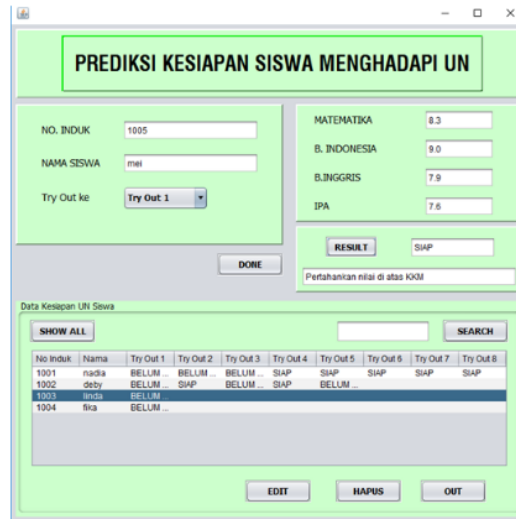 PREDIKSI KESIAPAN SISWA MENGHADAPI UN
NO. INDUK 1005
NAMA SISWA mei
Try Out ke Try Out 1
DONE
MATEMATIKA 8.3
B. INDONESIA 9.0
B.INGGRIS 7.9
IPA 7.6
RESULT SIAP
Pertahankan nilai di atas KKM
Data Kesiapan UN Siswa
SHOW ALL SEARCH
No Induk Nama Try Out 1 Try Out 2 Try Out 3 Try Out 4 Try Out 5 Try Out 6 Try Out 7 Try Out 8
1001 nadia BELUM ... BELUM ... BELUM ... SIAP SIAP SIAP SIAP SIAP
1002 deby BELUM ... SIAP BELUM ... SIAP BELUM ...
1003 linda BELUM ...
1004 fika BELUM ...
EDIT HAPUS OUT